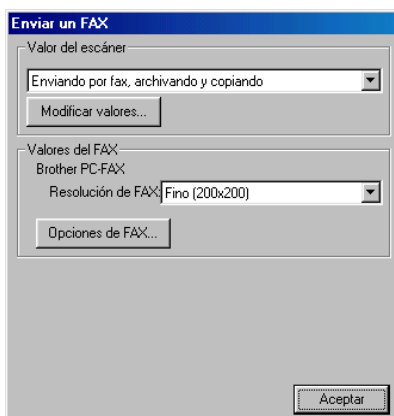 Enviar un FAX
Valor del escáner
Enviando por fax, archivando y copiando
Modificar valores...
Valores del FAX
Brother PC-FAX
Resolución de FAX: Fino (200x200)
Opciones de FAX...
Aceptar